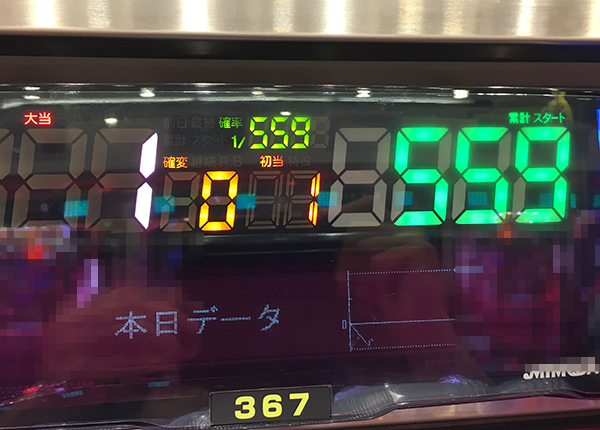 大当 確率 1/559 累計 スタート
1 確変 0 初当 1 559
本日データ
0
367